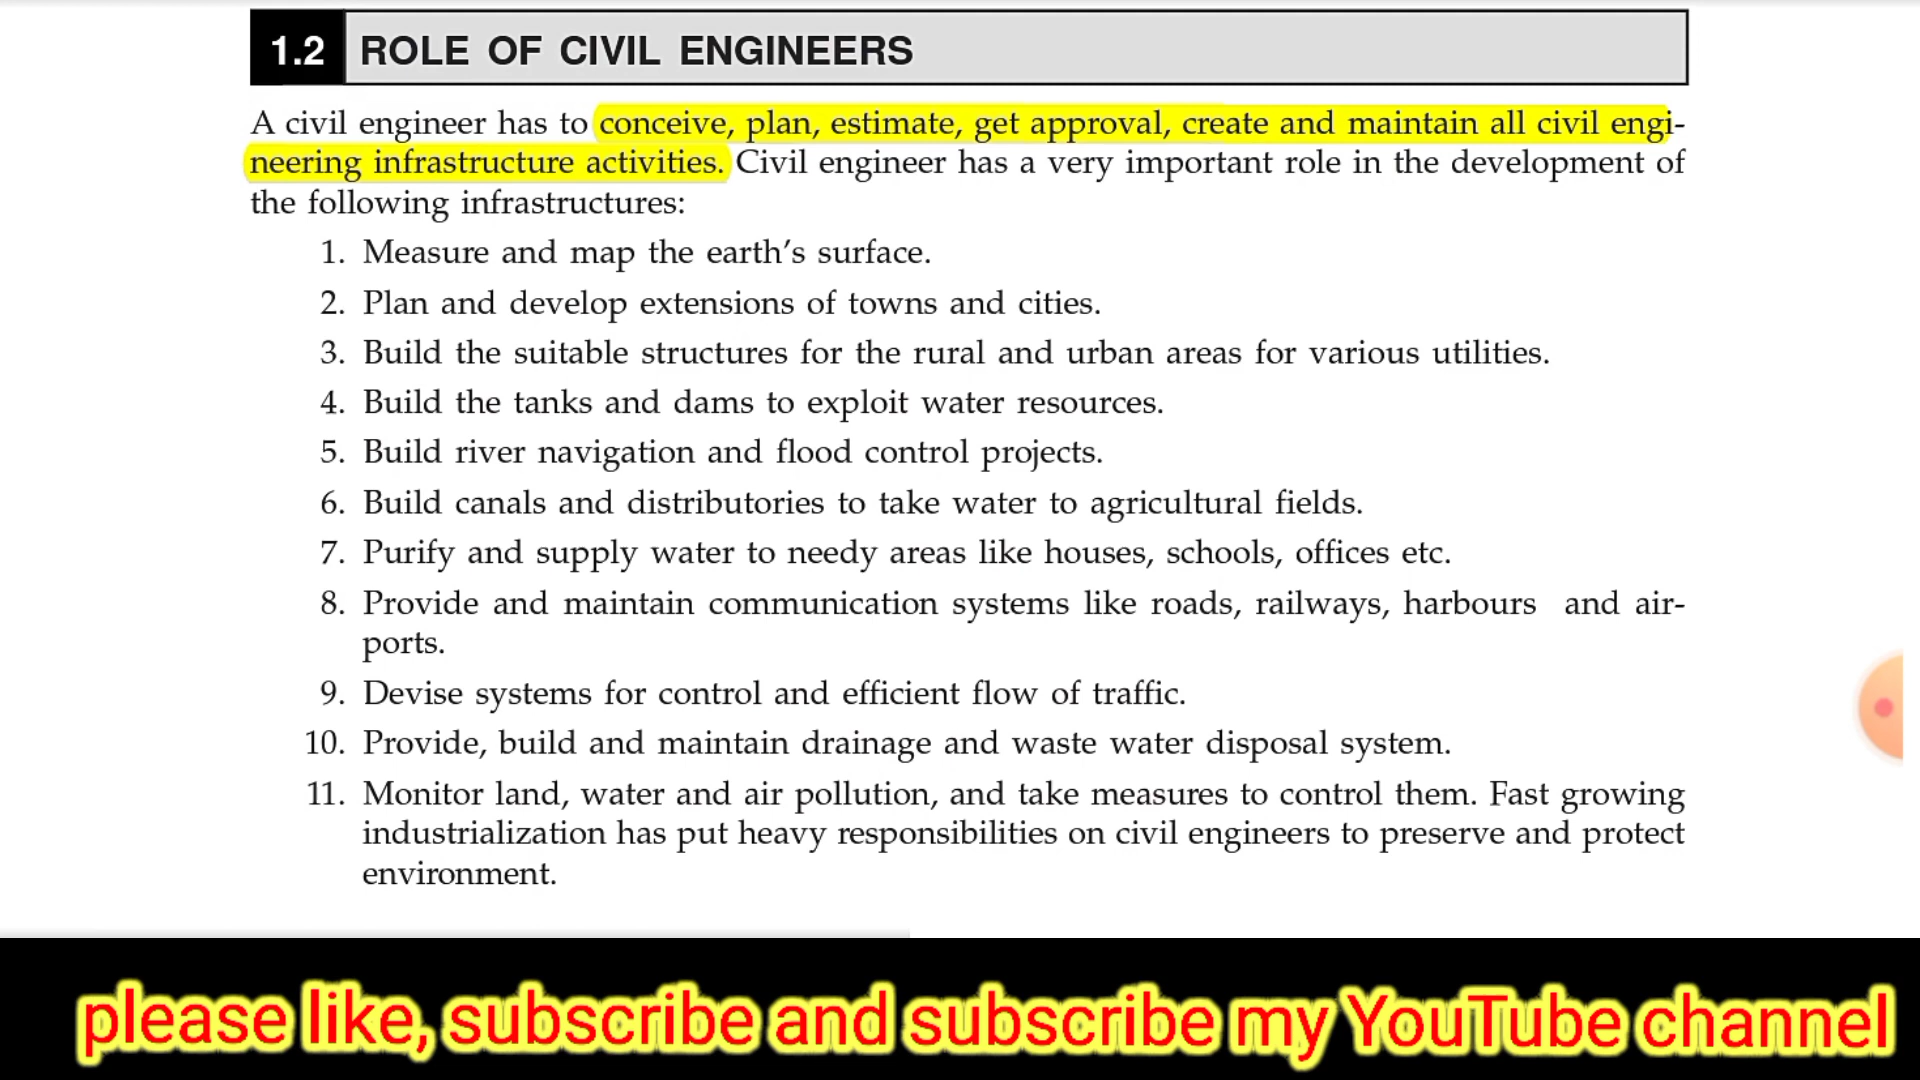 1.2 ROLE OF CIVIL ENGINEERS
A civil engineer has to conceive, plan, estimate, get approval, create and maintain all civil engi-
neering infrastructure activities. Civil engineer has a very important role in the development of
the following infrastructures:
1. Measure and map the earth's surface.
2. Plan and develop extensions of towns and cities.
3. Build the suitable structures for the rural and urban areas for various utilities.
4. Build the tanks and dams to exploit water resources.
5. Build river navigation and flood control projects.
6. Build canals and distributories to take water to agricultural fields.
7. Purify and supply water to needy areas like houses, schools, offices etc.
8. Provide and maintain communication systems like roads, railways, harbours and air-
ports.
9. Devise systems for control and efficient flow of traffic.
10. Provide, build and maintain drainage and waste water disposal system.
11. Monitor land, water and air pollution, and take measures to control them. Fast growing
industrialization has put heavy responsibilities on civil engineers to preserve and protect
environment.
please like, subscribe and subscribe my YouTube channel